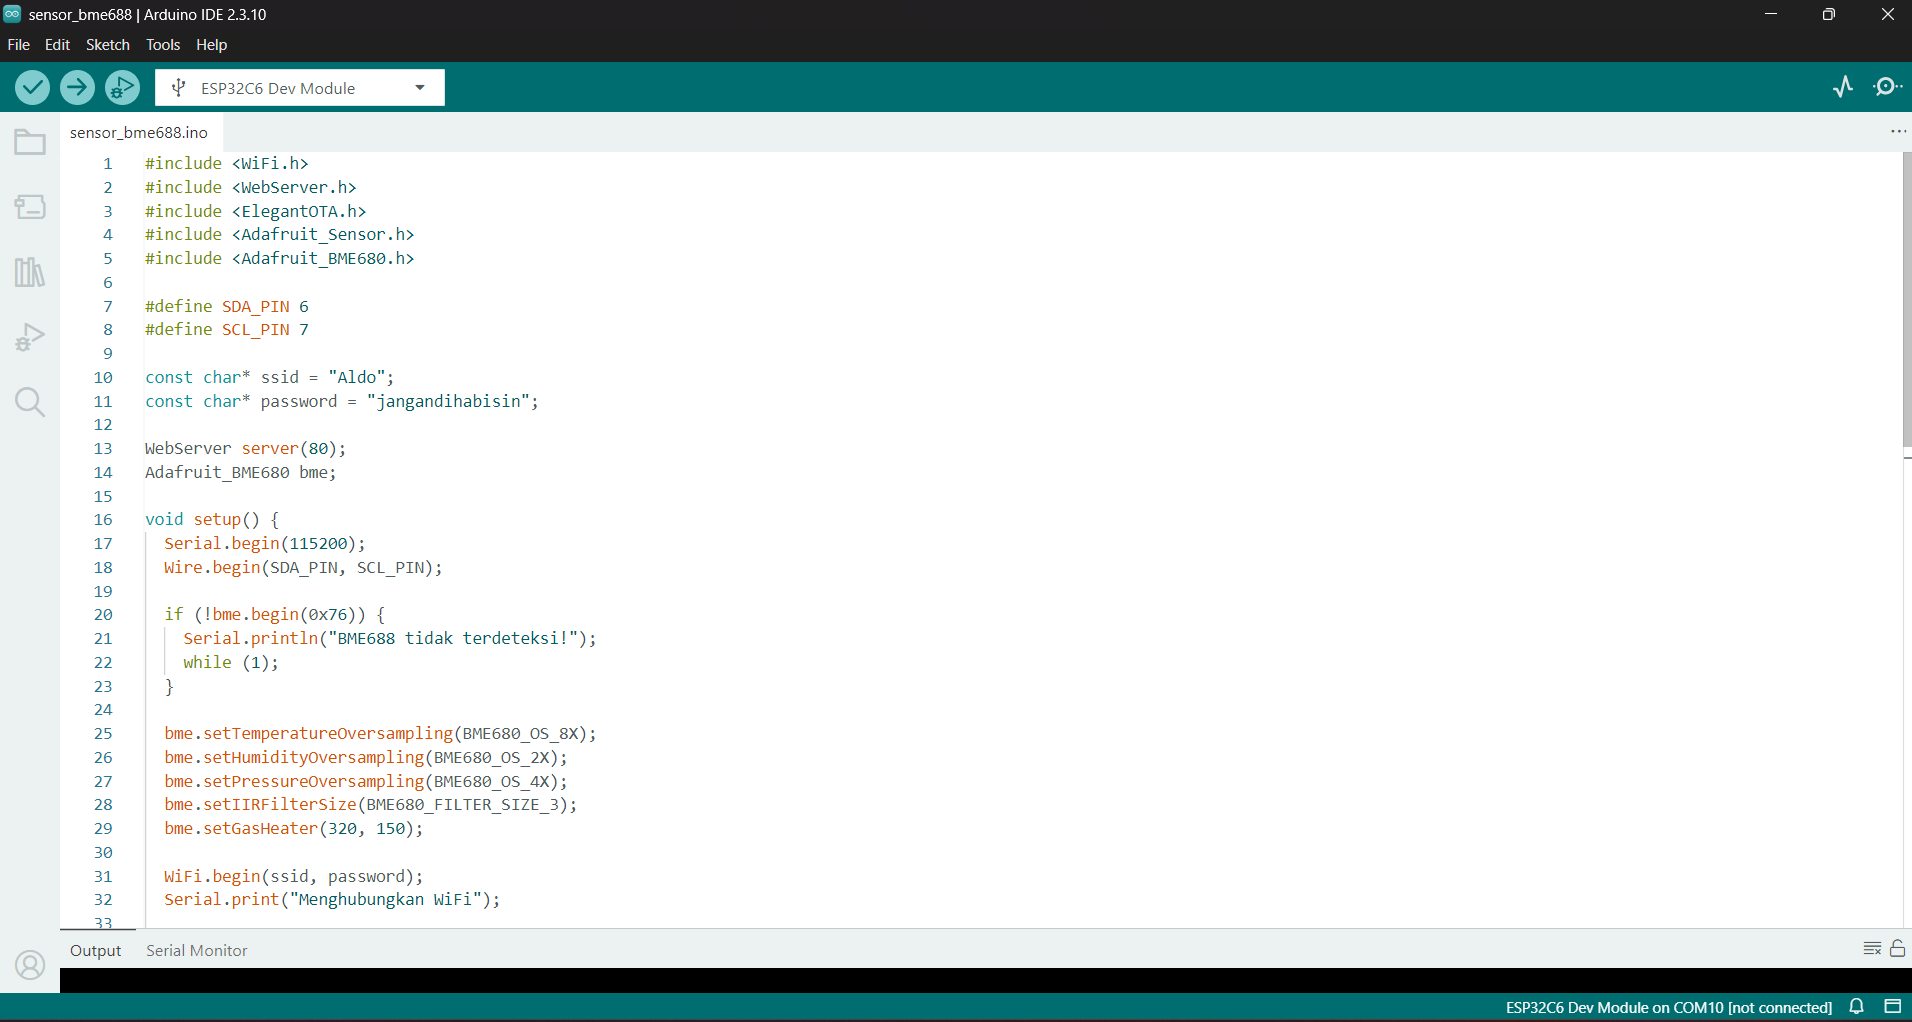 sensor_bme688 | Arduino IDE 2.3.10
File Edit Sketch Tools Help
ESP32C6 Dev Module
sensor_bme688.ino
1 #include <WiFi.h>
2 #include <WebServer.h>
3 #include <ElegantOTA.h>
4 #include <Adafruit_Sensor.h>
5 #include <Adafruit_BME680.h>
6
7 #define SDA_PIN 6
8 #define SCL_PIN 7
9
10 const char* ssid = "Aldo";
11 const char* password = "jangandihabisin";
12
13 WebServer server(80);
14 Adafruit_BME680 bme;
15
16 void setup() {
17 Serial.begin(115200);
18 Wire.begin(SDA_PIN, SCL_PIN);
19
20 if (!bme.begin(0x76)) {
21 Serial.println("BME688 tidak terdeteksi!");
22 while (1);
23 }
24
25 bme.setTemperatureOversampling(BME680_OS_8X);
26 bme.setHumidityOversampling(BME680_OS_2X);
27 bme.setPressureOversampling(BME680_OS_4X);
28 bme.setIIRFilterSize(BME680_FILTER_SIZE_3);
29 bme.setGasHeater(320, 150);
30
31 WiFi.begin(ssid, password);
32 Serial.print("Menghubungkan WiFi");
33
Output Serial Monitor
ESP32C6 Dev Module on COM10 [not connected]